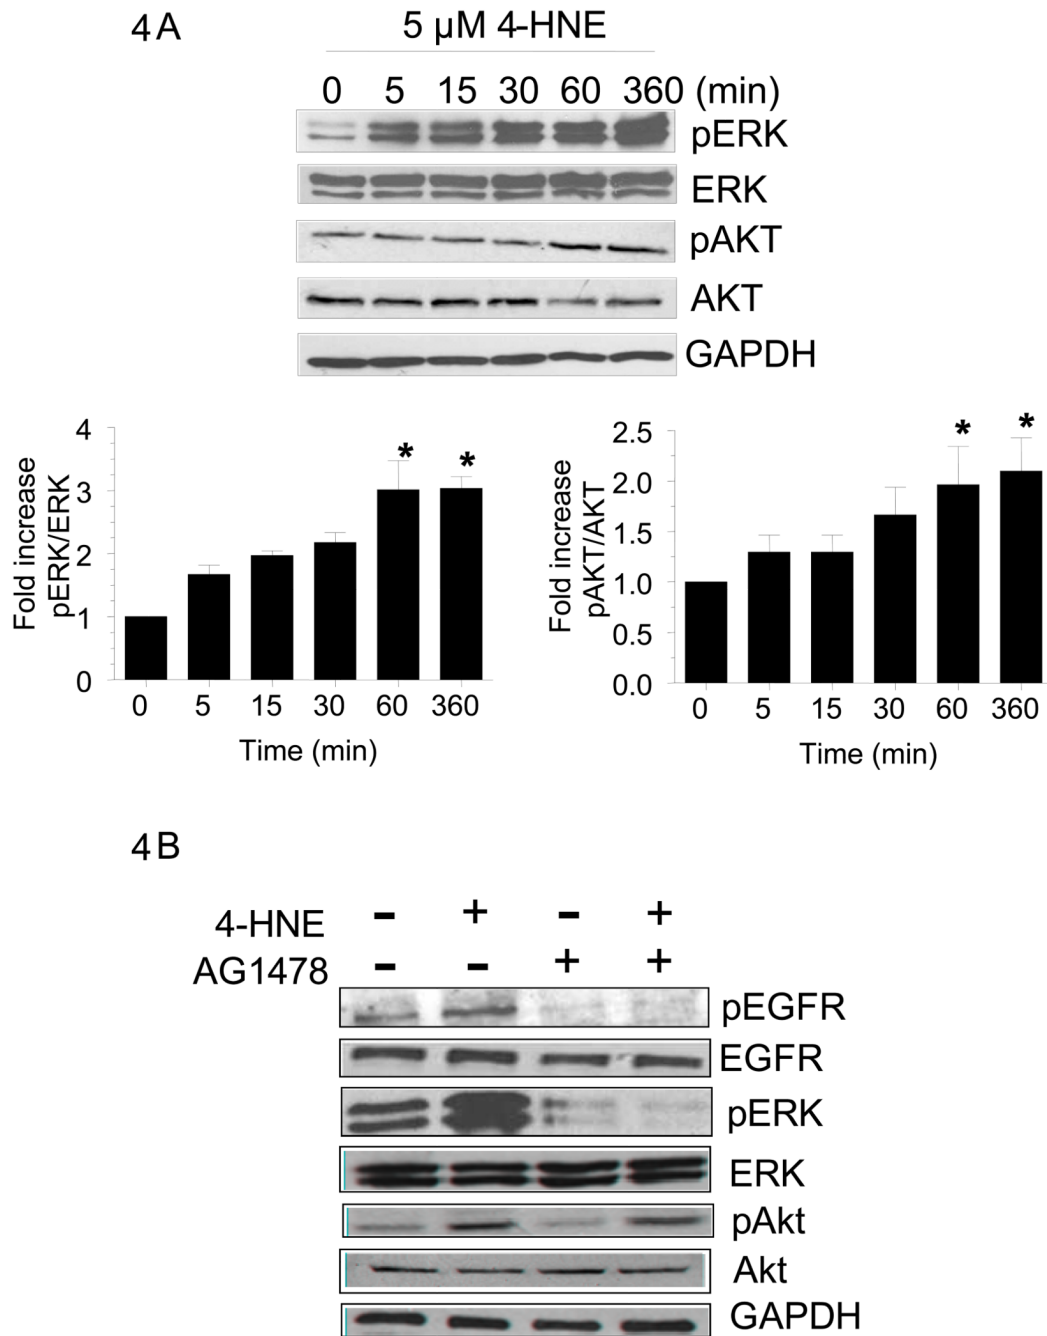 4A
5 µM 4-HNE
0 5 15 30 60 360 (min)
pERK
ERK
pAKT
AKT
GAPDH
Fold increase
pERK/ERK
4
3
2
1
0
* *
0 5 15 30 60 360
Time (min)
Fold increase
pAKT/AKT
2.5
2.0
1.5
1.0
0.5
0.0
* *
0 5 15 30 60 360
Time (min)
4B
4-HNE - + - +
AG1478 - - + +
pEGFR
EGFR
pERK
ERK
pAkt
Akt
GAPDH